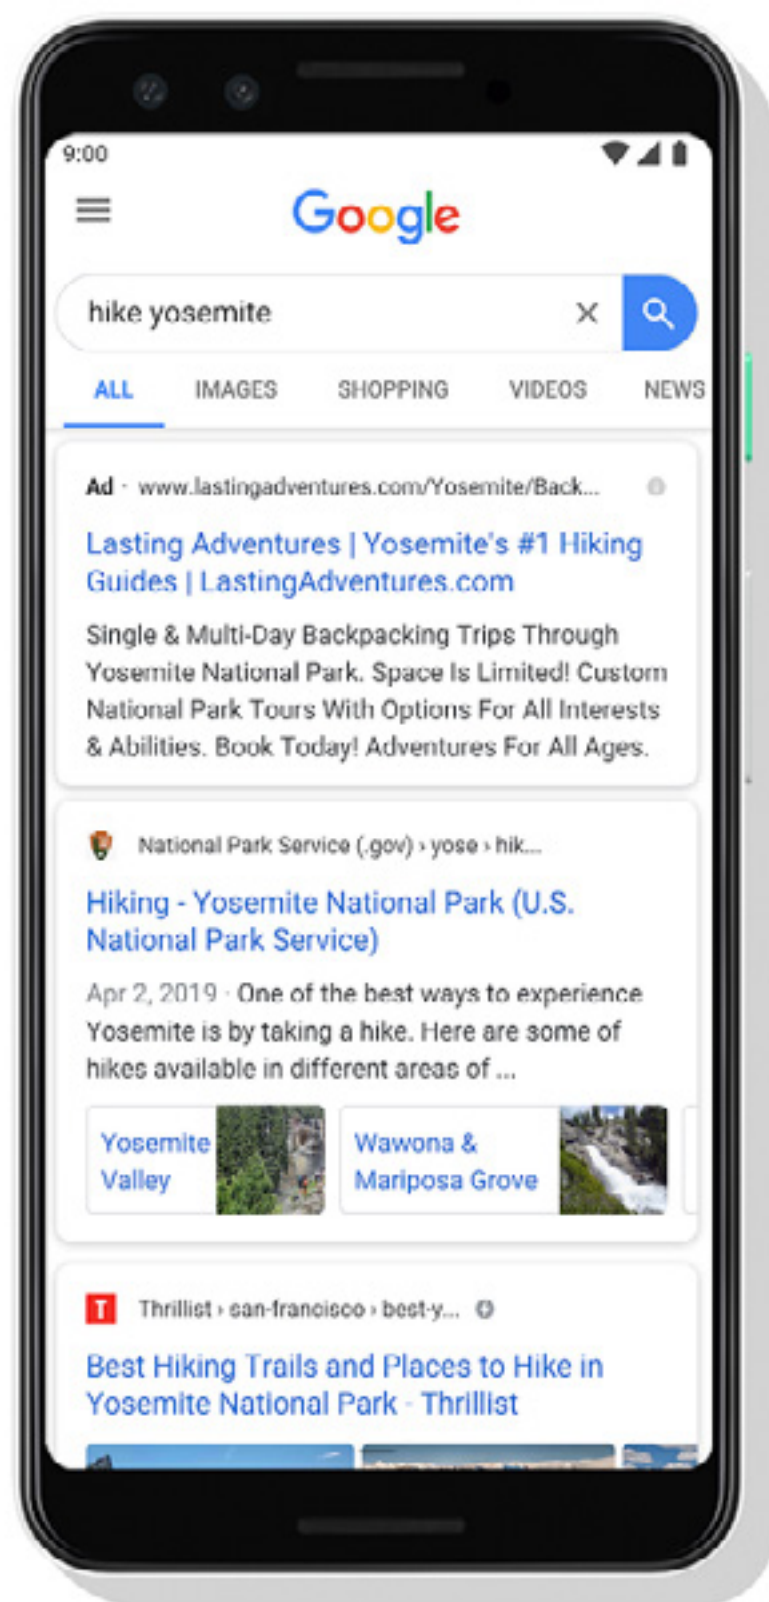 9:00
Google
hike yosemite
ALL IMAGES SHOPPING VIDEOS NEWS
Ad · www.lastingadventures.com/Yosemite/Back...
Lasting Adventures | Yosemite's #1 Hiking
Guides | LastingAdventures.com
Single & Multi-Day Backpacking Trips Through
Yosemite National Park. Space Is Limited! Custom
National Park Tours With Options For All Interests
& Abilities. Book Today! Adventures For All Ages.
National Park Service (.gov) › yose › hik...
Hiking - Yosemite National Park (U.S.
National Park Service)
Apr 2, 2019 · One of the best ways to experience
Yosemite is by taking a hike. Here are some of
hikes available in different areas of ...
Yosemite
Valley
Wawona &
Mariposa Grove
T Thrillist › san-francisco › best-y...
Best Hiking Trails and Places to Hike in
Yosemite National Park - Thrillist